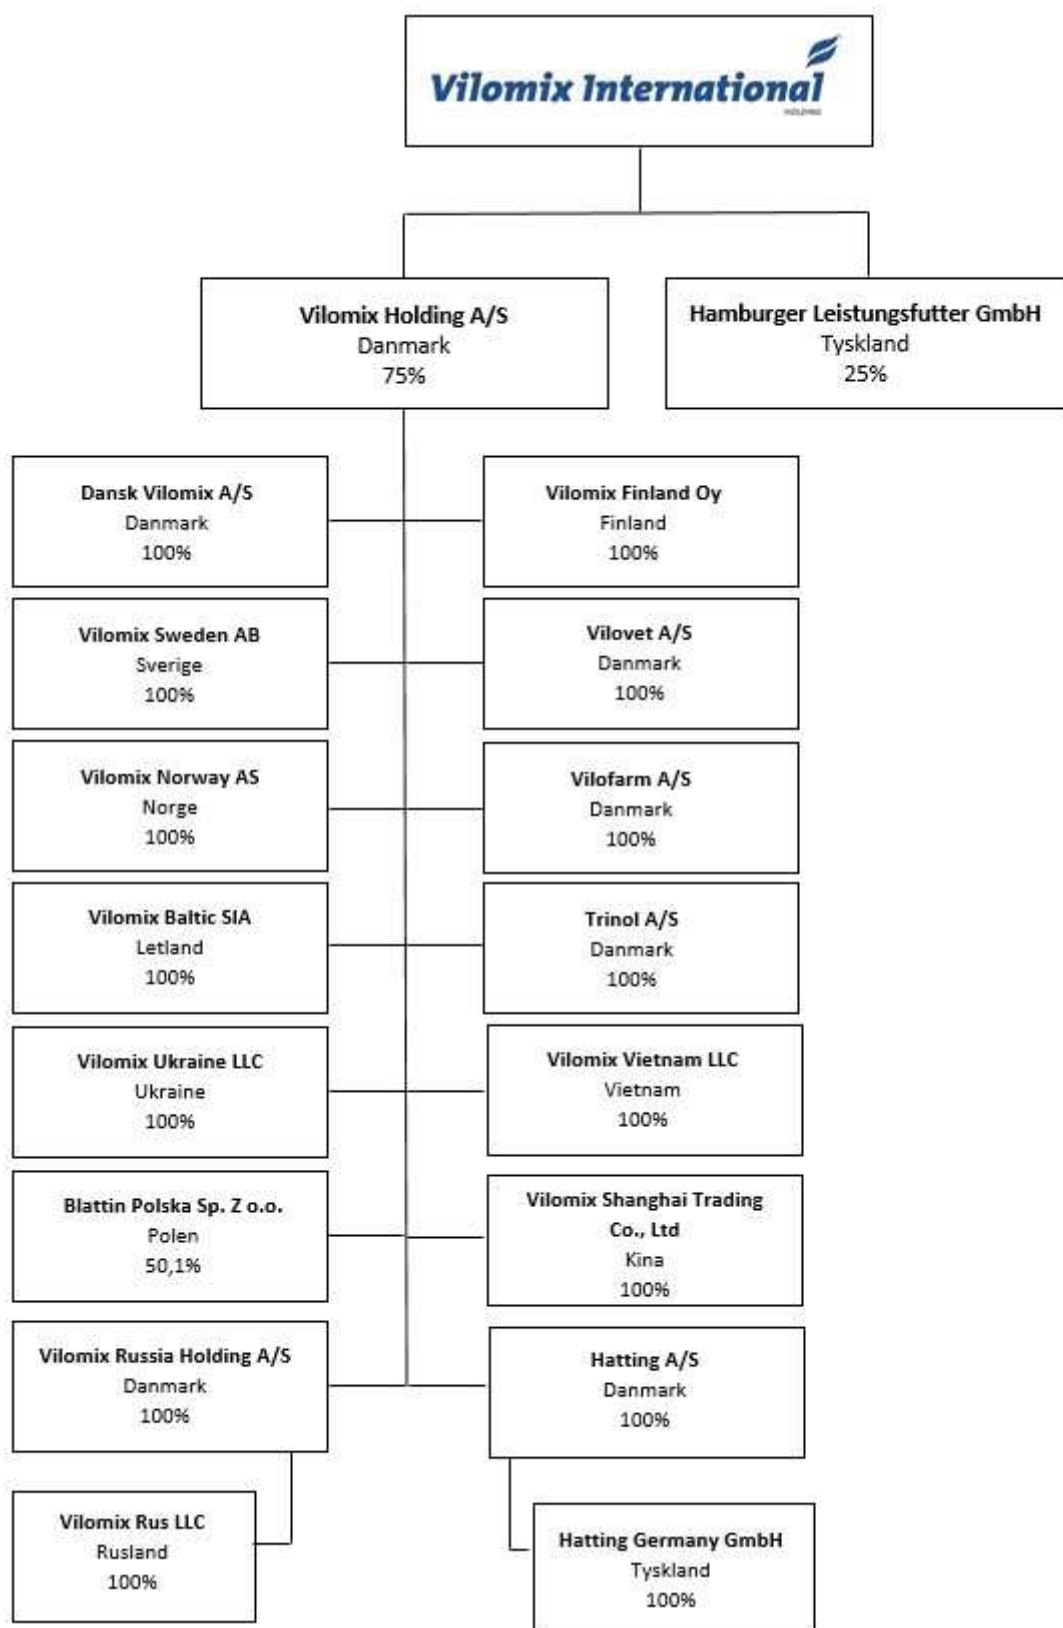 Vilomix International
HOLDING
Vilomix Holding A/S
Danmark
75%
Hamburger Leistungsfutter GmbH
Tyskland
25%
Dansk Vilomix A/S
Danmark
100%
Vilomix Finland Oy
Finland
100%
Vilomix Sweden AB
Sverige
100%
Vilovet A/S
Danmark
100%
Vilomix Norway AS
Norge
100%
Vilofarm A/S
Danmark
100%
Vilomix Baltic SIA
Letland
100%
Trinol A/S
Danmark
100%
Vilomix Ukraine LLC
Ukraine
100%
Vilomix Vietnam LLC
Vietnam
100%
Blattin Polska Sp. Z o.o.
Polen
50,1%
Vilomix Shanghai Trading
Co., Ltd
Kina
100%
Vilomix Russia Holding A/S
Danmark
100%
Hatting A/S
Danmark
100%
Vilomix Rus LLC
Rusland
100%
Hatting Germany GmbH
Tyskland
100%